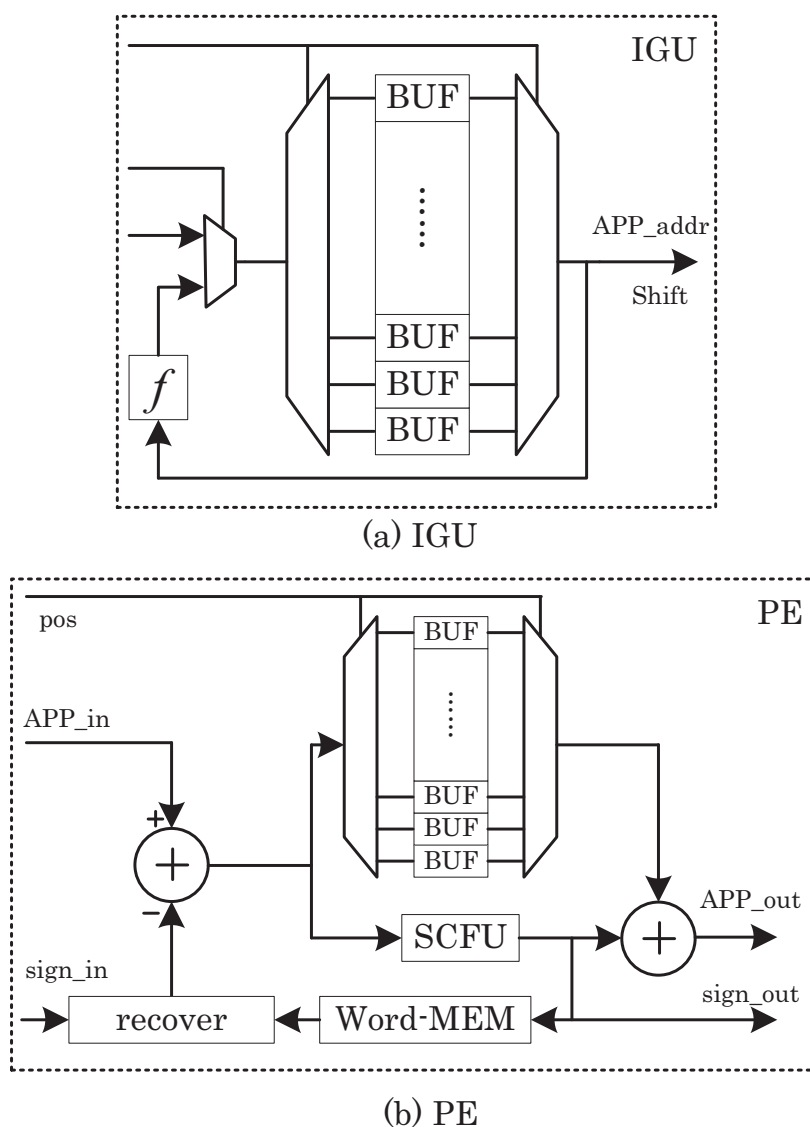 IGU
BUF
......
APP_addr
Shift
BUF
f
BUF
BUF
(a) IGU
PE
pos
BUF
APP_in
......
+
BUF
BUF
+
BUF
−
APP_out
SCFU
+
sign_in
sign_out
recover
Word-MEM
(b) PE